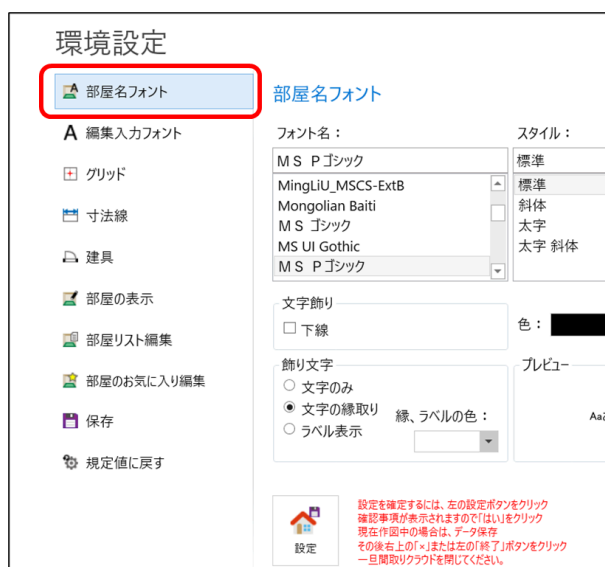 環境設定
部屋名フォント
編集入力フォント
グリッド
寸法線
建具
部屋の表示
部屋リスト編集
部屋のお気に入り編集
保存
規定値に戻す
部屋名フォント
フォント名：
ＭＳ Ｐゴシック
MingLiU_MSCS-ExtB
Mongolian Baiti
ＭＳ ゴシック
MS UI Gothic
ＭＳ Ｐゴシック
スタイル：
標準
標準
斜体
太字
太字 斜体
文字飾り
下線
色：
飾り文字
文字のみ
文字の縁取り
ラベル表示
縁、ラベルの色：
プレビュー
設定
設定を確定するには、左の設定ボタンをクリック
確認事項が表示されますので「はい」をクリック
現在作図中の場合は、データ保存
その後右上の「×」または左の「終了」ボタンをクリック
一旦間取りクラウドを閉じてください。